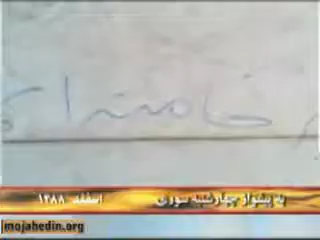 خامنه ا
به پیشواز چهارشنبه سوری
اسفند ۱۳۸۸
mojahedin.org